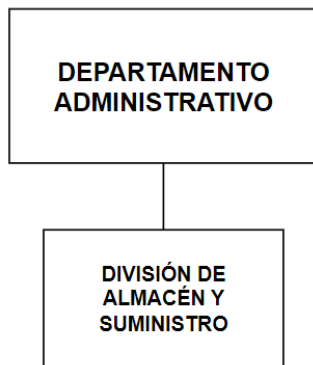 DEPARTAMENTO
ADMINISTRATIVO
DIVISIÓN DE
ALMACÉN Y
SUMINISTRO